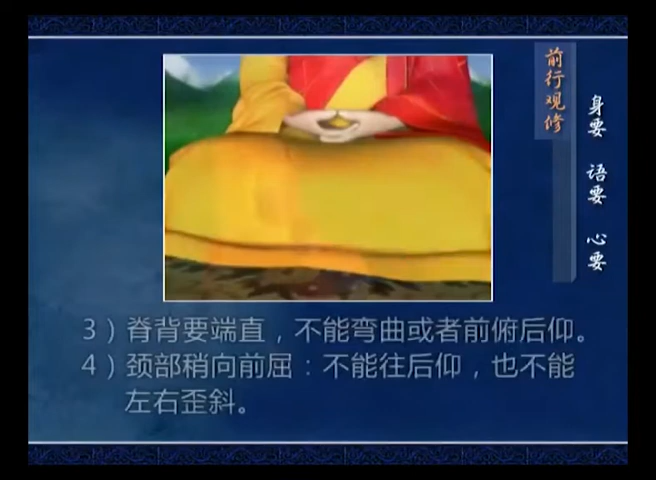 前行观修
身要 语要 心要
3）脊背要端直，不能弯曲或者前俯后仰。
4）颈部稍向前屈：不能往后仰，也不能
左右歪斜。